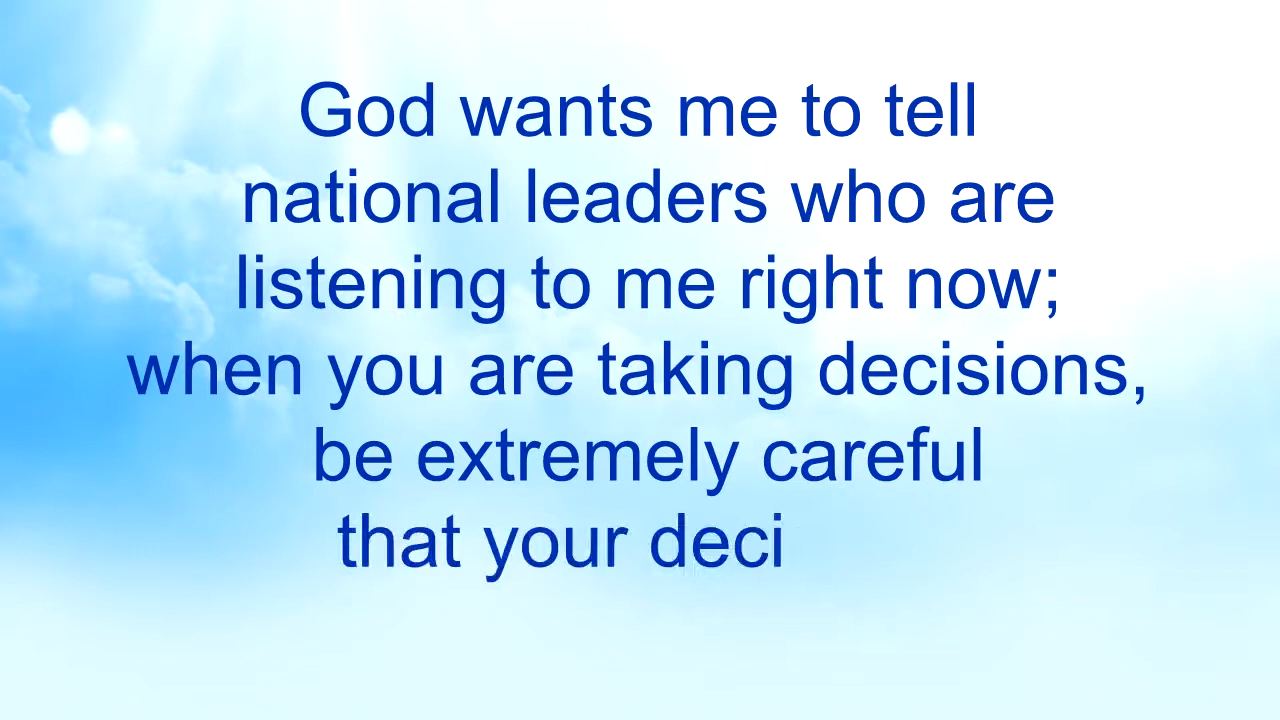 God wants me to tell
national leaders who are
listening to me right now;
when you are taking decisions,
be extremely careful
that your deci